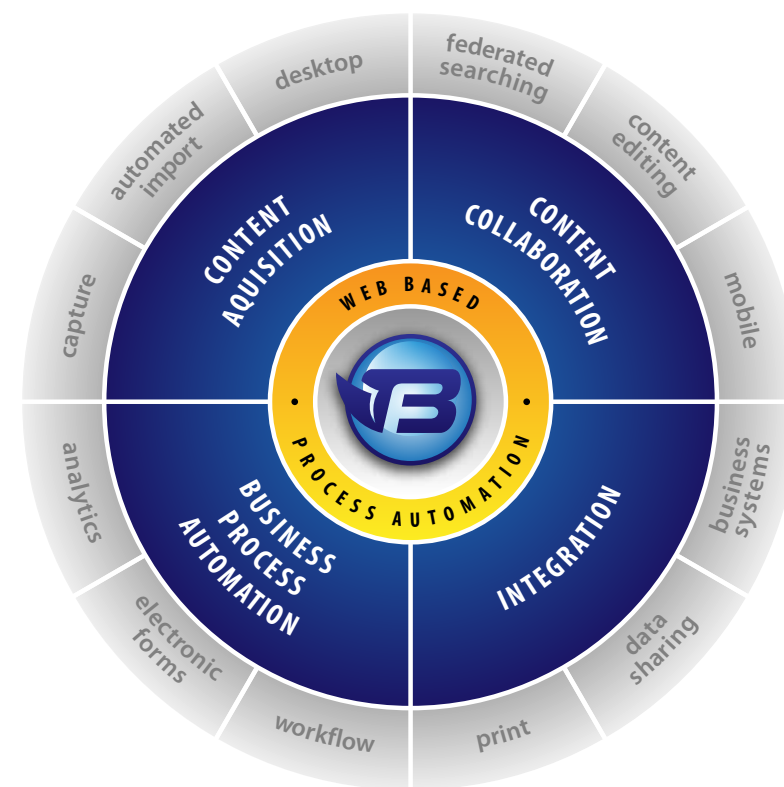 desktop
federated
searching
content
editing
mobile
business
systems
data
sharing
print
workflow
electronic
forms
analytics
capture
automated
import
CONTENT
AQUISITION
CONTENT
COLLABORATION
INTEGRATION
BUSINESS
PROCESS
AUTOMATION
WEB BASED
• PROCESS AUTOMATION •
TB